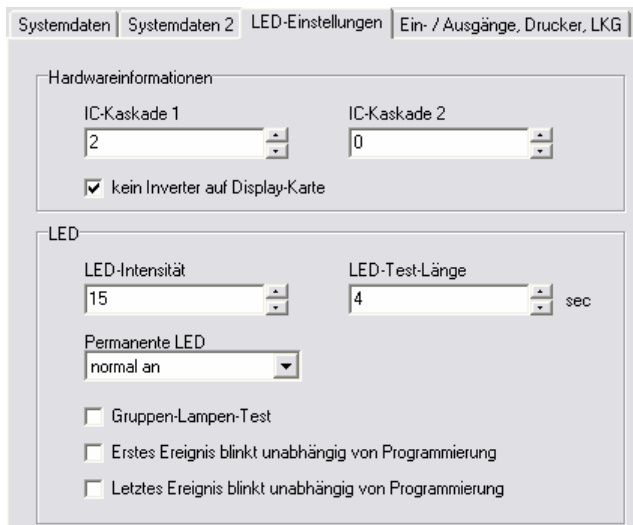 Systemdaten Systemdaten 2 LED-Einstellungen Ein- / Ausgänge, Drucker, LKG
Hardwareinformationen
IC-Kaskade 1 IC-Kaskade 2
2 0
kein Inverter auf Display-Karte
LED
LED-Intensität LED-Test-Länge
15 4 sec
Permanente LED
normal an
Gruppen-Lampen-Test
Erstes Ereignis blinkt unabhängig von Programmierung
Letztes Ereignis blinkt unabhängig von Programmierung